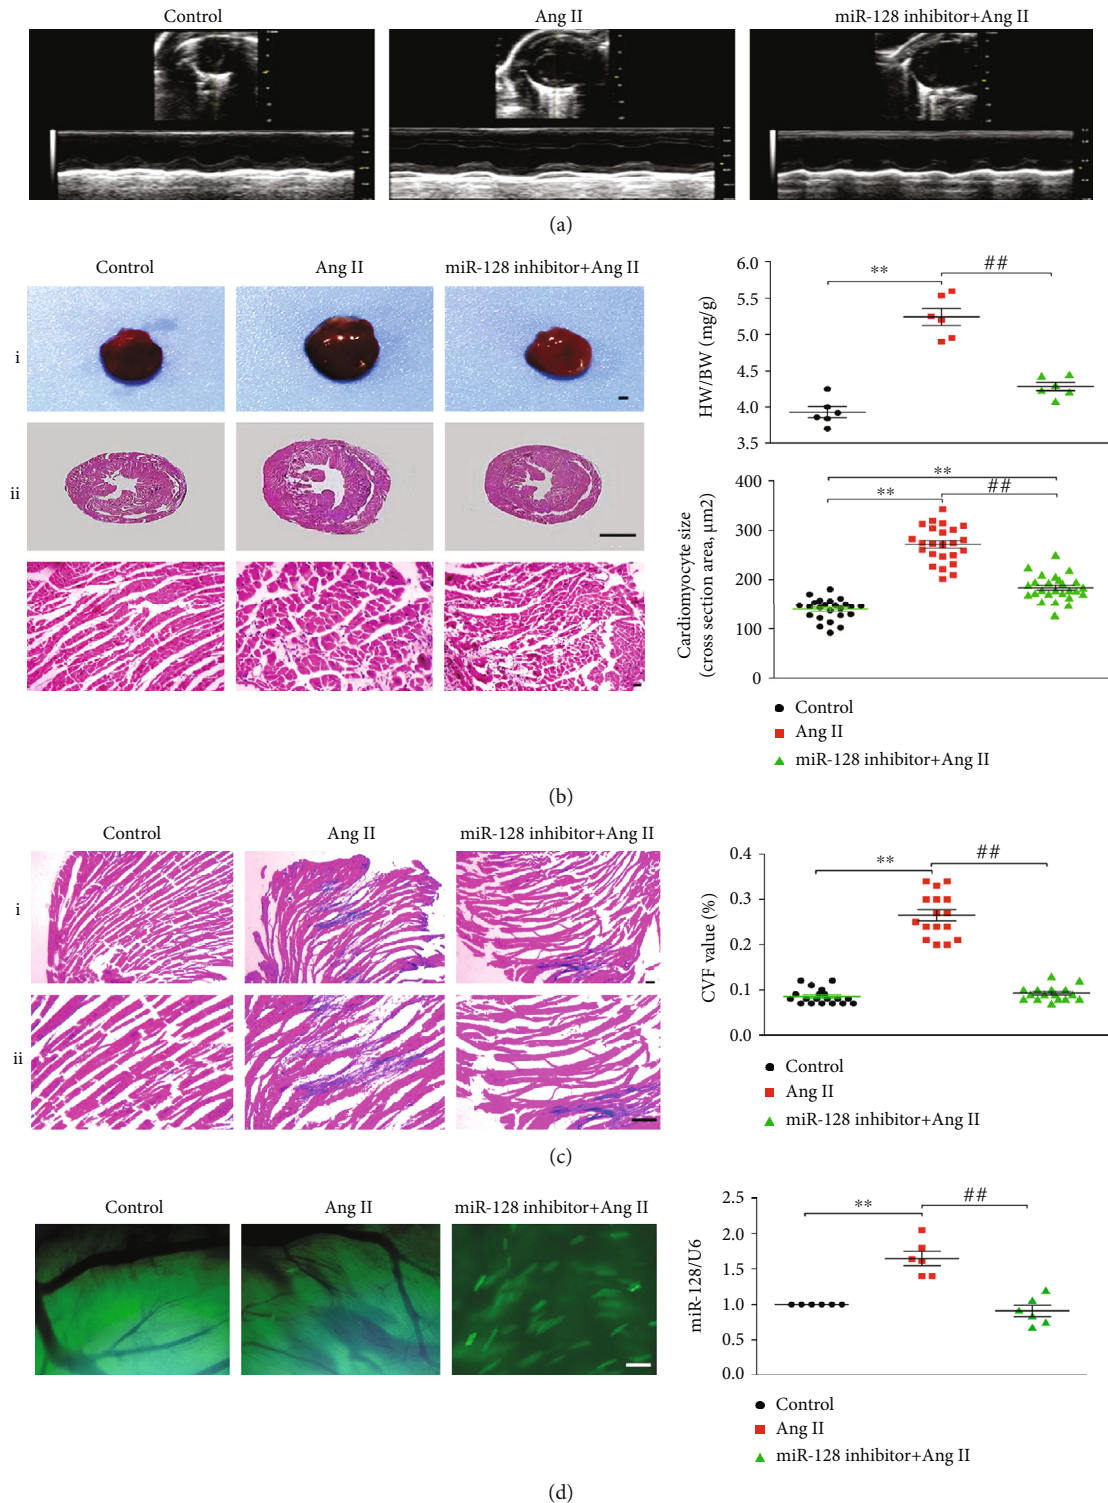 Control
Ang II
miR-128 inhibitor+Ang II
(a)
Control
Ang II
miR-128 inhibitor+Ang II
i
ii
HW/BW (mg/g)
6.0
5.5
5.0
4.5
4.0
3.5
**
##
Cardiomyocyte size
(cross section area, μm2)
400
300
200
100
0
**
**
##
Control
Ang II
miR-128 inhibitor+Ang II
(b)
Control
Ang II
miR-128 inhibitor+Ang II
i
ii
CVF value (%)
0.4
0.3
0.2
0.1
0.0
**
##
Control
Ang II
miR-128 inhibitor+Ang II
(c)
Control
Ang II
miR-128 inhibitor+Ang II
miR-128/U6
2.5
2.0
1.5
1.0
0.5
0.0
**
##
Control
Ang II
miR-128 inhibitor+Ang II
(d)